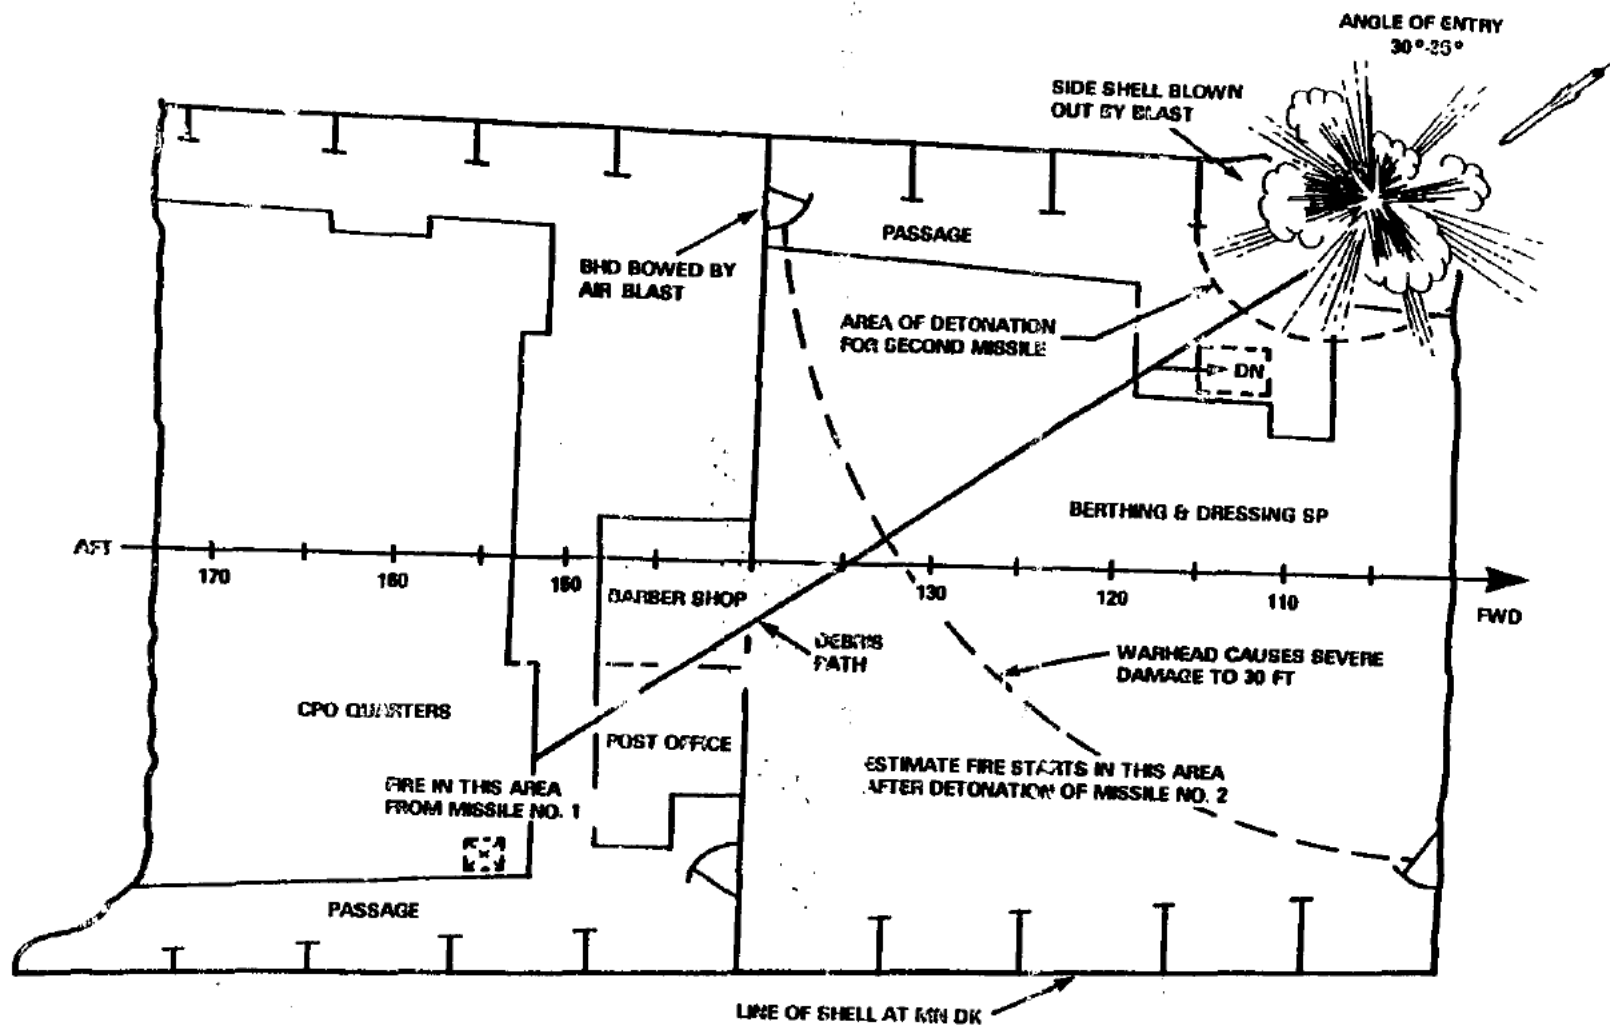 ANGLE OF ENTRY
30°-35°
SIDE SHELL BLOWN
OUT BY BLAST
PASSAGE
BHD BOWED BY
AIR BLAST
AREA OF DETONATION
FOR SECOND MISSILE
DN
BERTHING & DRESSING SP
AFT
170
160
150
130
120
110
FWD
BARBER SHOP
DEBRIS
PATH
WARHEAD CAUSES SEVERE
DAMAGE TO 30 FT
CPO QUARTERS
POST OFFICE
ESTIMATE FIRE STARTS IN THIS AREA
AFTER DETONATION OF MISSILE NO. 2
FIRE IN THIS AREA
FROM MISSILE NO. 1
PASSAGE
LINE OF SHELL AT MN DK